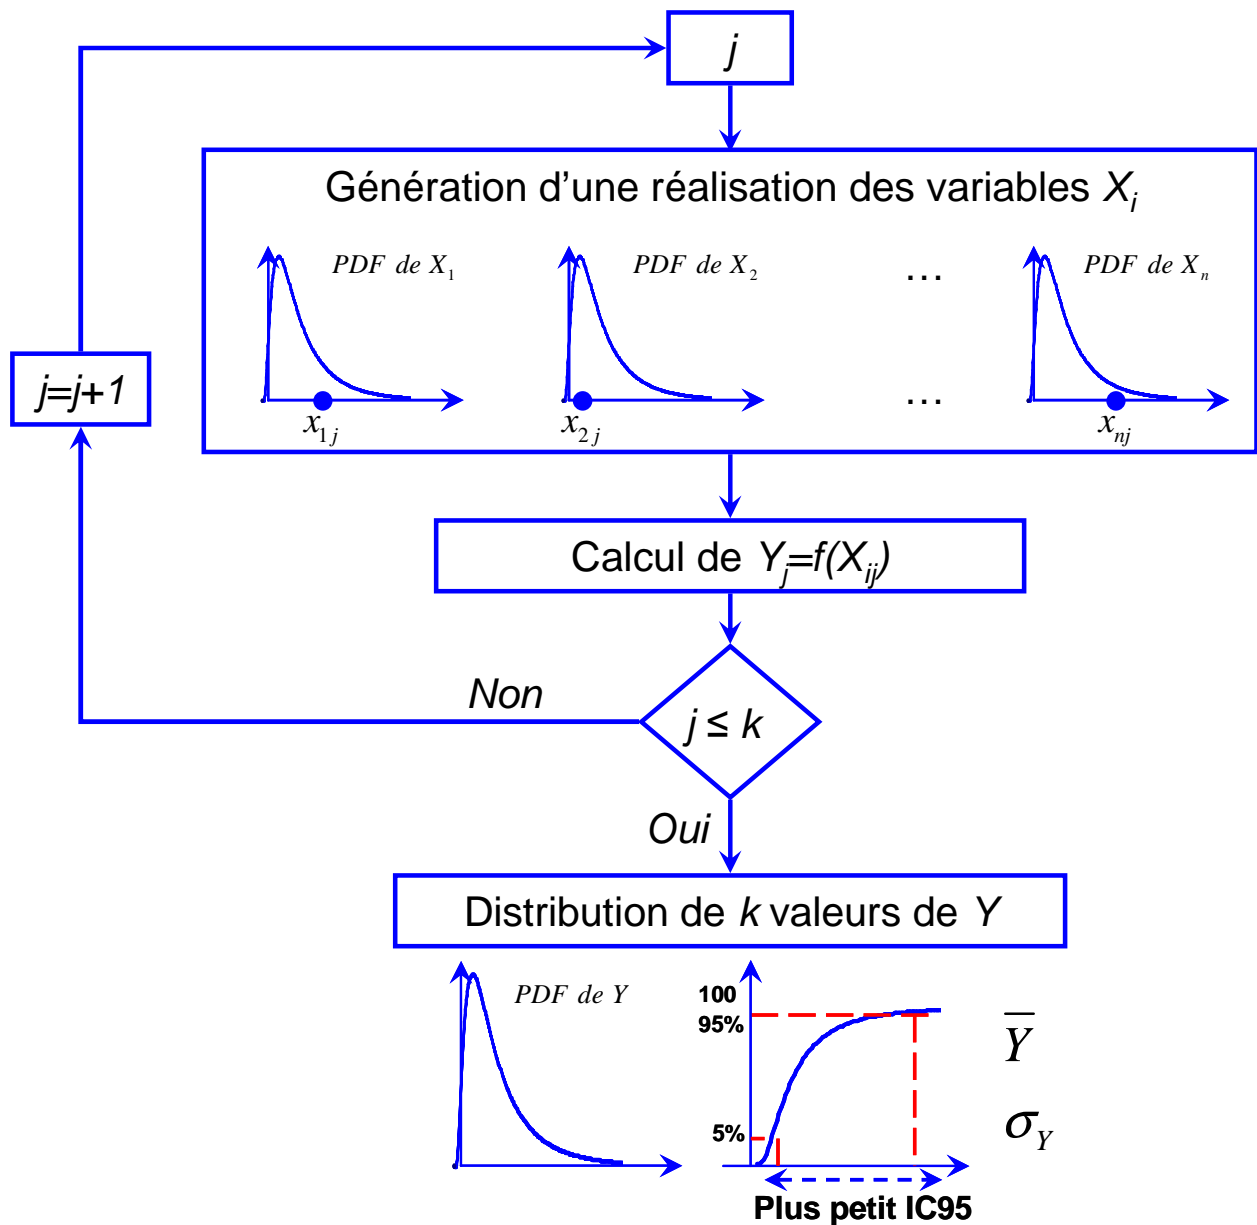 j
Génération d'une réalisation des variables Xi
PDF de X1
PDF de X2
...
PDF de Xn
j=j+1
x1j
x2j
...
xnj
Calcul de Yj=f(Xij)
Non
j ≤ k
Oui
Distribution de k valeurs de Y
PDF de Y
100
95%
Y̅
5%
σY
Plus petit IC95